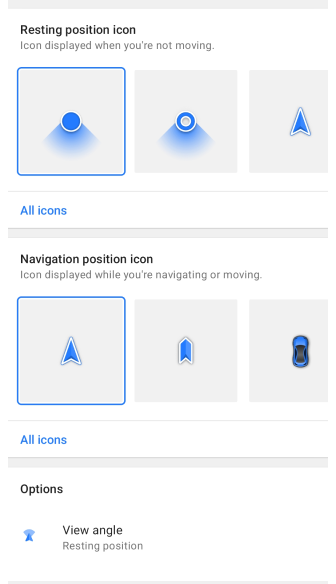 Resting position icon
Icon displayed when you're not moving.
All icons
Navigation position icon
Icon displayed while you're navigating or moving.
All icons
Options
View angle
Resting position